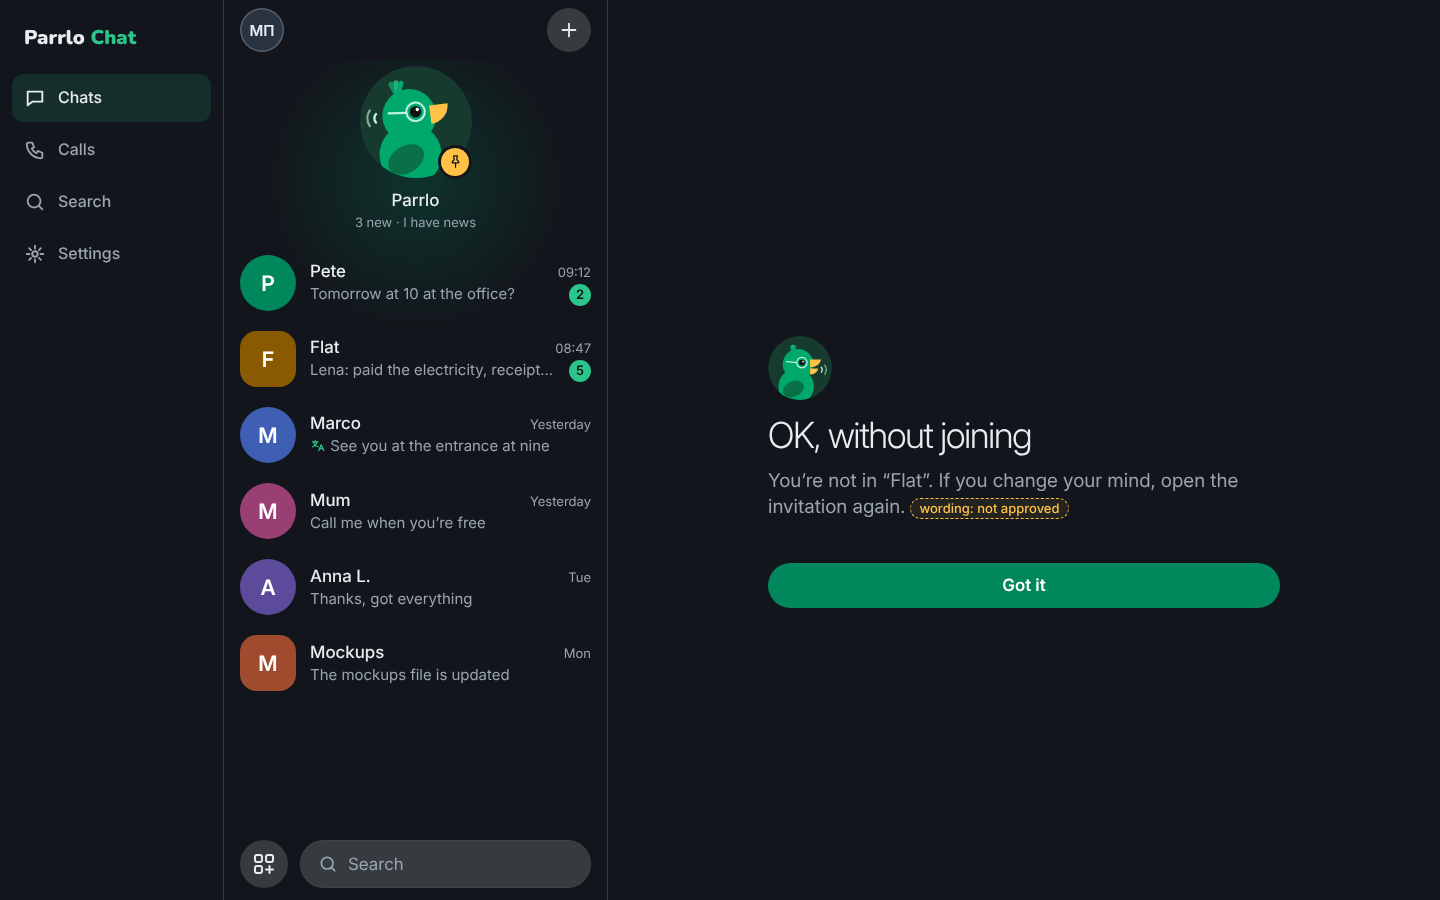 Parrlo Chat
Chats
Calls
Search
Settings
МП
Parrlo
3 new · I have news
P
Pete
09:12
Tomorrow at 10 at the office?
2
F
Flat
08:47
Lena: paid the electricity, receipt...
5
M
Marco
Yesterday
See you at the entrance at nine
M
Mum
Yesterday
Call me when you’re free
A
Anna L.
Tue
Thanks, got everything
M
Mockups
Mon
The mockups file is updated
Search
OK, without joining
You’re not in “Flat”. If you change your mind, open the
invitation again. wording: not approved
Got it